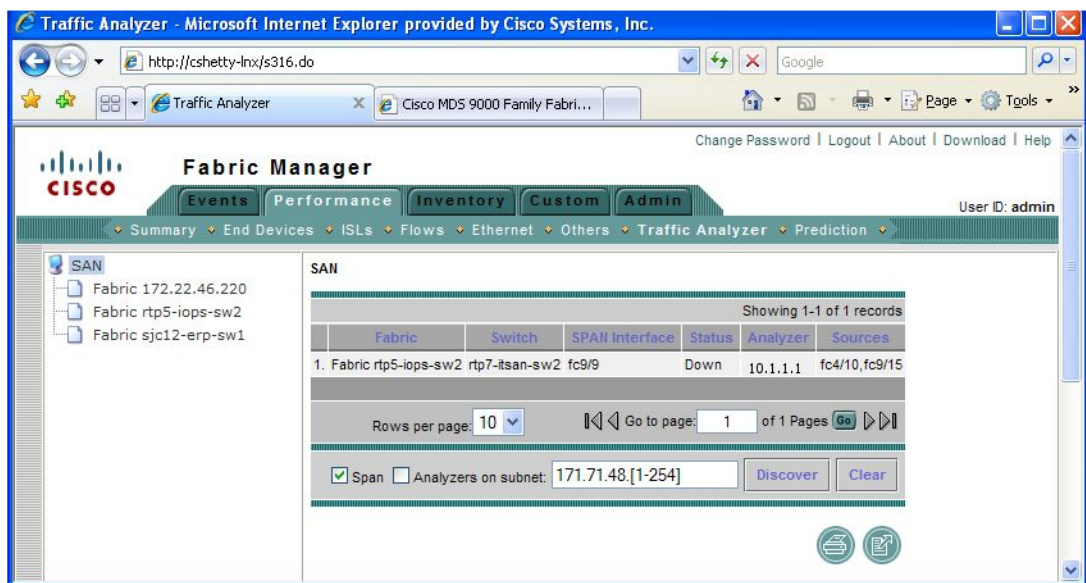 Traffic Analyzer - Microsoft Internet Explorer provided by Cisco Systems, Inc.
http://cshetty-lnx/s316.do
Google
Traffic Analyzer
Cisco MDS 9000 Family Fabri...
Page
Tools
»
Change Password | Logout | About | Download | Help
CISCO
Fabric Manager
Events Performance Inventory Custom Admin
User ID: admin
Summary End Devices ISLs Flows Ethernet Others Traffic Analyzer Prediction
SAN
Fabric 172.22.46.220
Fabric rtp5-iops-sw2
Fabric sjc12-erp-sw1
SAN
Showing 1-1 of 1 records
Fabric Switch SPAN Interface Status Analyzer Sources
1. Fabric rtp5-iops-sw2 rtp7-itsan-sw2 fc9/9 Down 10.1.1.1 fc4/10,fc9/15
Rows per page: 10 Go to page: 1 of 1 Pages Go
Span Analyzers on subnet: 171.71.48.[1-254] Discover Clear